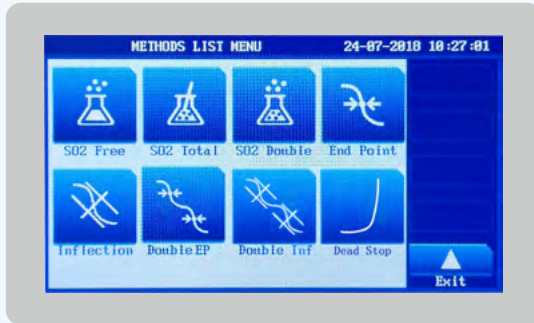 METHODS LIST MENU 24-07-2018 10:27:01
SO2 Free SO2 Total SO2 Double End Point
Inflection Double EP Double Inf Dead Stop
Exit